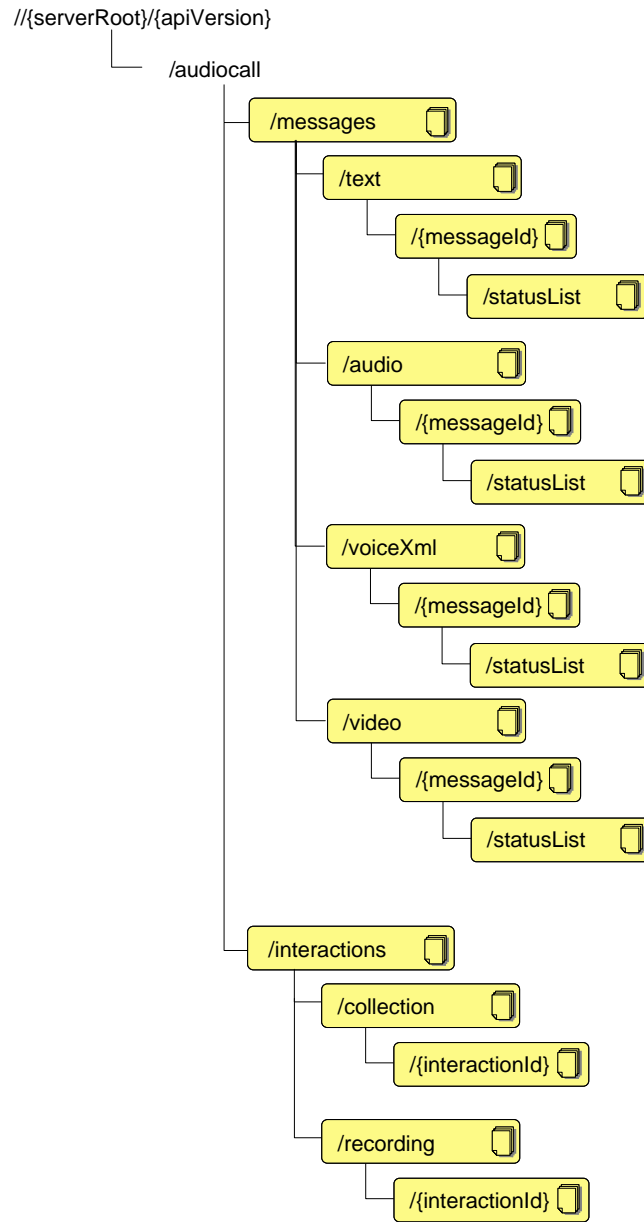 //{serverRoot}/{apiVersion}
/audiocall
/messages
/text
/{messageId}
/statusList
/audio
/{messageId}
/statusList
/voiceXml
/{messageId}
/statusList
/video
/{messageId}
/statusList
/interactions
/collection
/{interactionId}
/recording
/{interactionId}